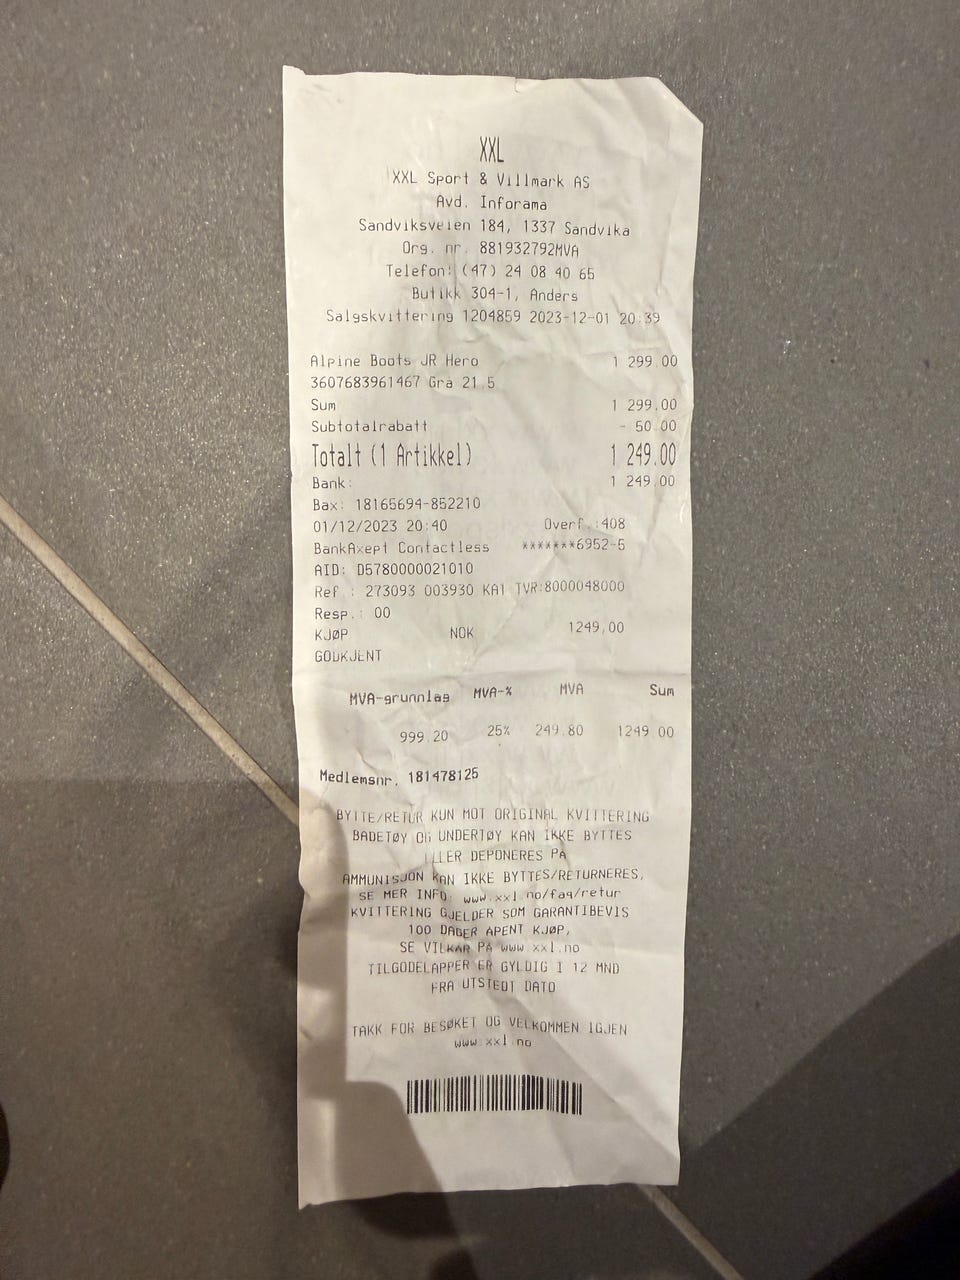 XXL
XXL Sport & Villmark AS
Avd. Inforama
Sandviksveien 184, 1337 Sandvika
Org. nr. 881932792MVA
Telefon: (47) 24 08 40 65
Butikk 304-1, Anders
Salgskvittering 1204859 2023-12-01 20:39
Alpine Boots JR Hero 1 299.00
3607683961467 Grå 21.5
Sum 1 299.00
Subtotalrabatt - 50.00
Totalt (1 Artikkel) 1 249.00
Bank: 1 249.00
Bax: 18165694-852210
01/12/2023 20:40 Overf.:408
BankAxept Contactless *******6952-5
AID: D5780000021010
Ref.: 273093 003930 KA1 TVR:8000048000
Resp.: 00
KJØP NOK 1249,00
GODKJENT
MVA-grunnlag MVA-% MVA Sum
999.20 25% 249.80 1249.00
Medlemsnr. 181478125
BYTTE/RETUR KUN MOT ORIGINAL KVITTERING
BADETØY OG UNDERTØY KAN IKKE BYTTES
ELLER DEPONERES PÅ
AMMUNISJON KAN IKKE BYTTES/RETURNERES,
SE MER INFO: www.xxl.no/faq/retur
KVITTERING GJELDER SOM GARANTIBEVIS
100 DAGER ÅPENT KJØP,
SE VILKÅR PÅ www.xxl.no
TILGODELAPPER ER GYLDIG I 12 MND
FRA UTSTEDT DATO
TAKK FOR BESØKET OG VELKOMMEN IGJEN
www.xxl.no